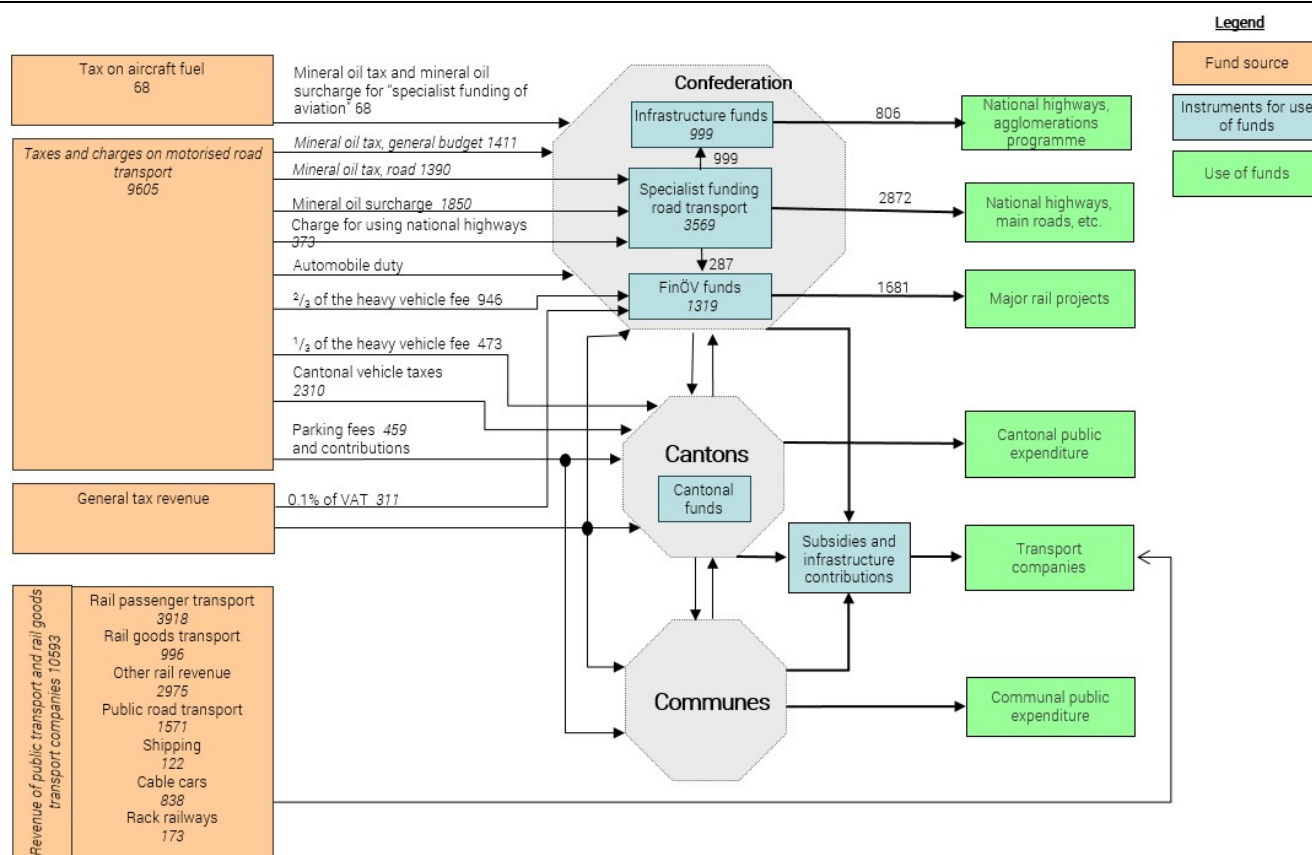 Legend
Fund source
Instruments for use
of funds
Use of funds
Tax on aircraft fuel
68
Mineral oil tax and mineral oil
surcharge for "specialist funding of
aviation" 68
Taxes and charges on motorised road
transport
9605
Mineral oil tax, general budget 1411
Mineral oil tax, road 1390
Mineral oil surcharge 1850
Charge for using national highways
373
Automobile duty
2/3 of the heavy vehicle fee 946
1/3 of the heavy vehicle fee 473
Cantonal vehicle taxes
2310
Parking fees 459
and contributions
General tax revenue
0.1% of VAT 311
Revenue of public transport and rail goods
transport companies 10593
Rail passenger transport
3918
Rail goods transport
996
Other rail revenue
2975
Public road transport
1571
Shipping
122
Cable cars
838
Rack railways
173
Confederation
Infrastructure funds
999
999
Specialist funding
road transport
3569
287
FinÖV funds
1319
Cantons
Cantonal
funds
Communes
Subsidies and
infrastructure
contributions
806
National highways,
agglomerations
programme
2872
National highways,
main roads, etc.
1681
Major rail projects
Cantonal public
expenditure
Transport
companies
Communal public
expenditure